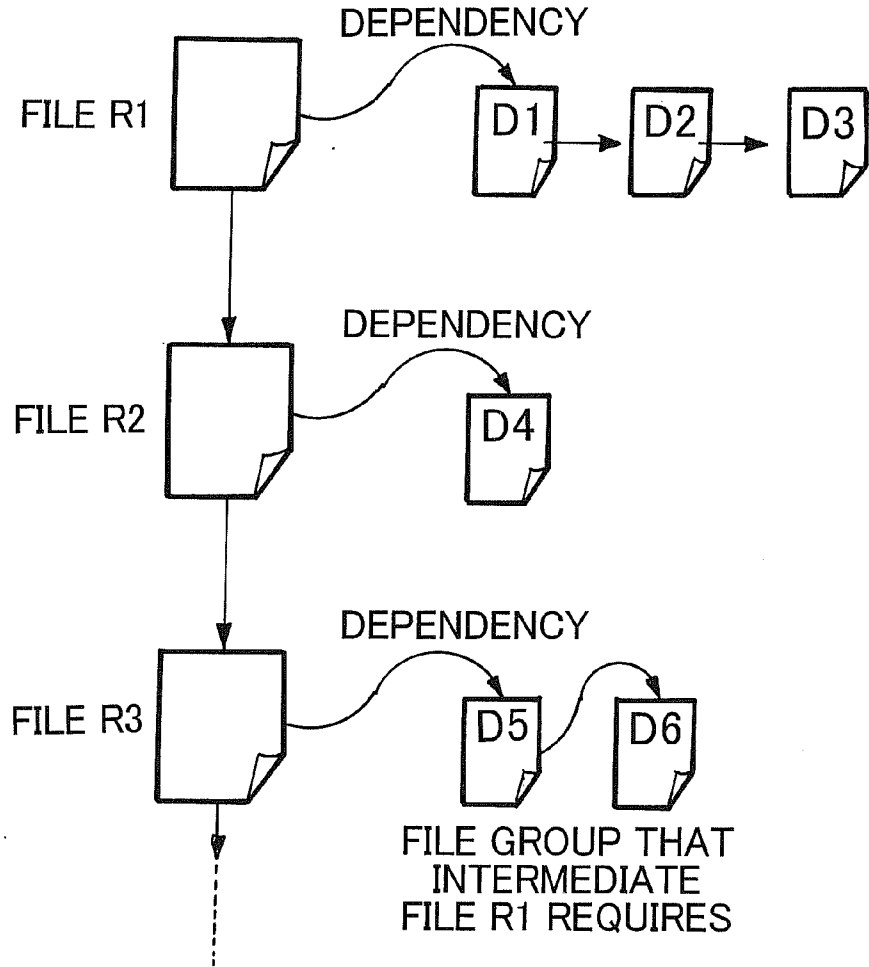 DEPENDENCY
FILE R1
D1
D2
D3
DEPENDENCY
FILE R2
D4
DEPENDENCY
FILE R3
D5
D6
FILE GROUP THAT
INTERMEDIATE
FILE R1 REQUIRES